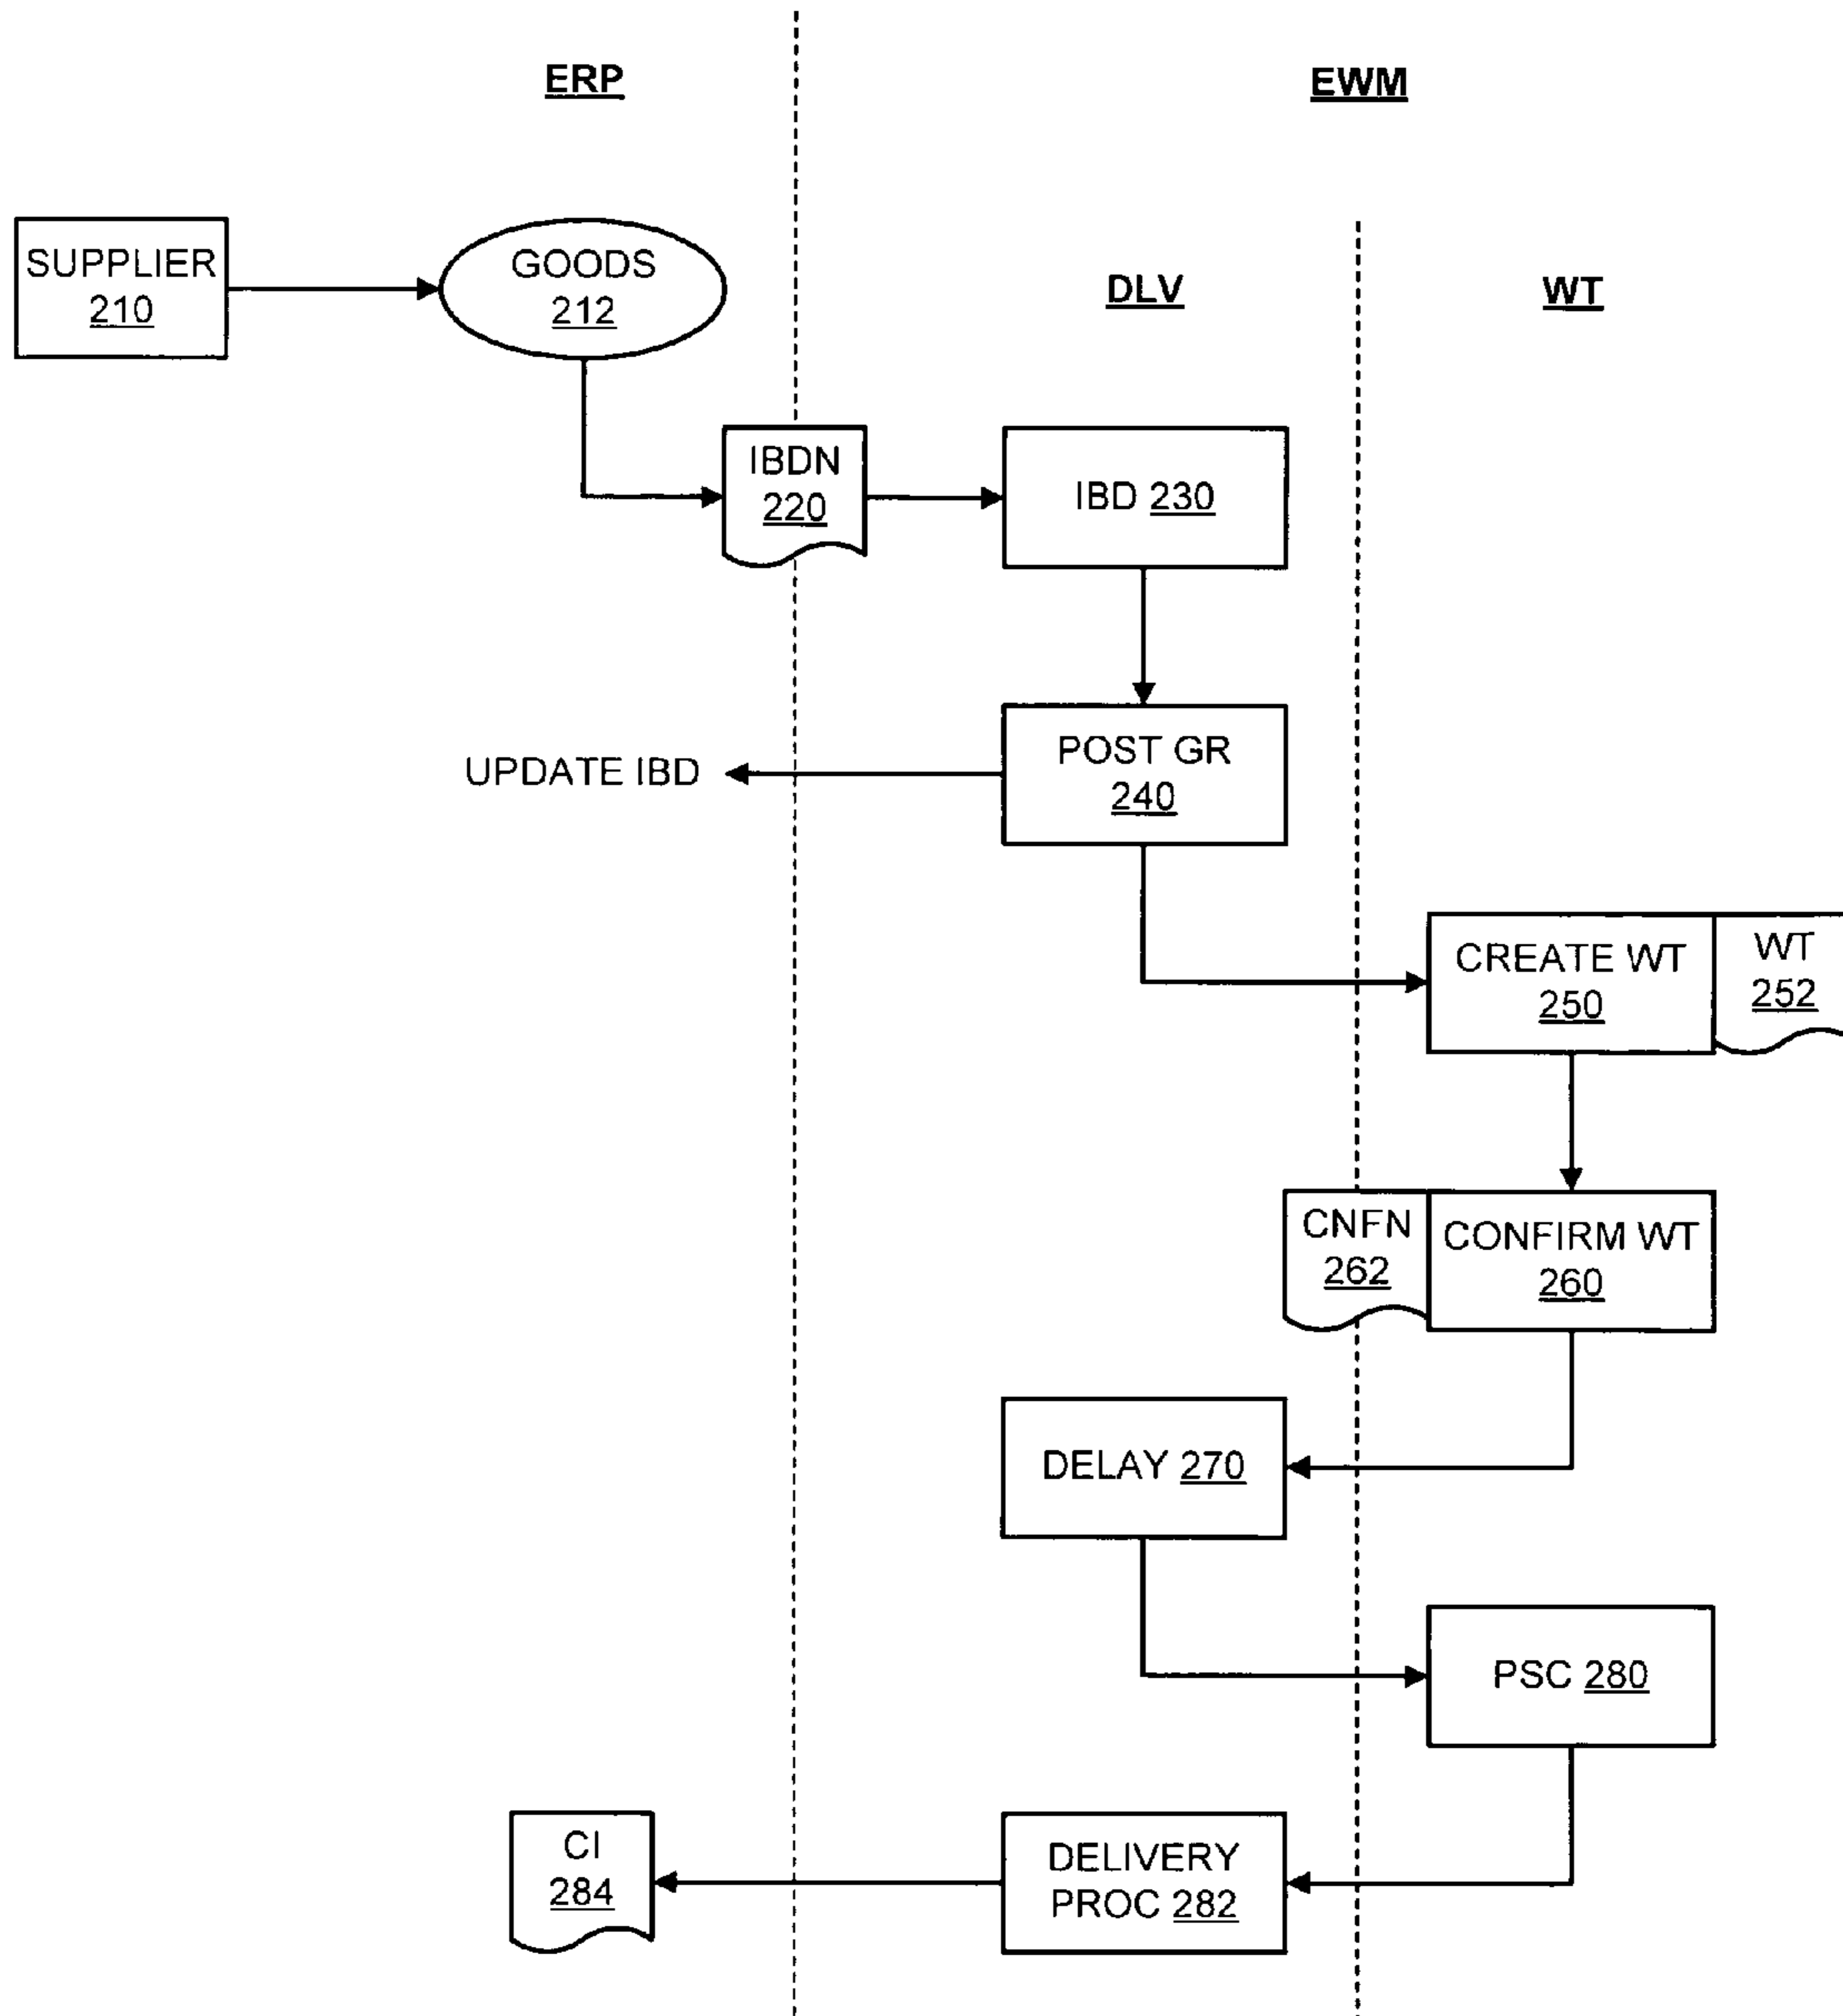 ERP
EWM
SUPPLIER
210
GOODS
212
DLV
WT
IBDN
220
IBD 230
POST GR
240
UPDATE IBD
CREATE WT
250
WT
252
CNFN
262
CONFIRM WT
260
DELAY 270
PSC 280
CI
284
DELIVERY
PROC 282